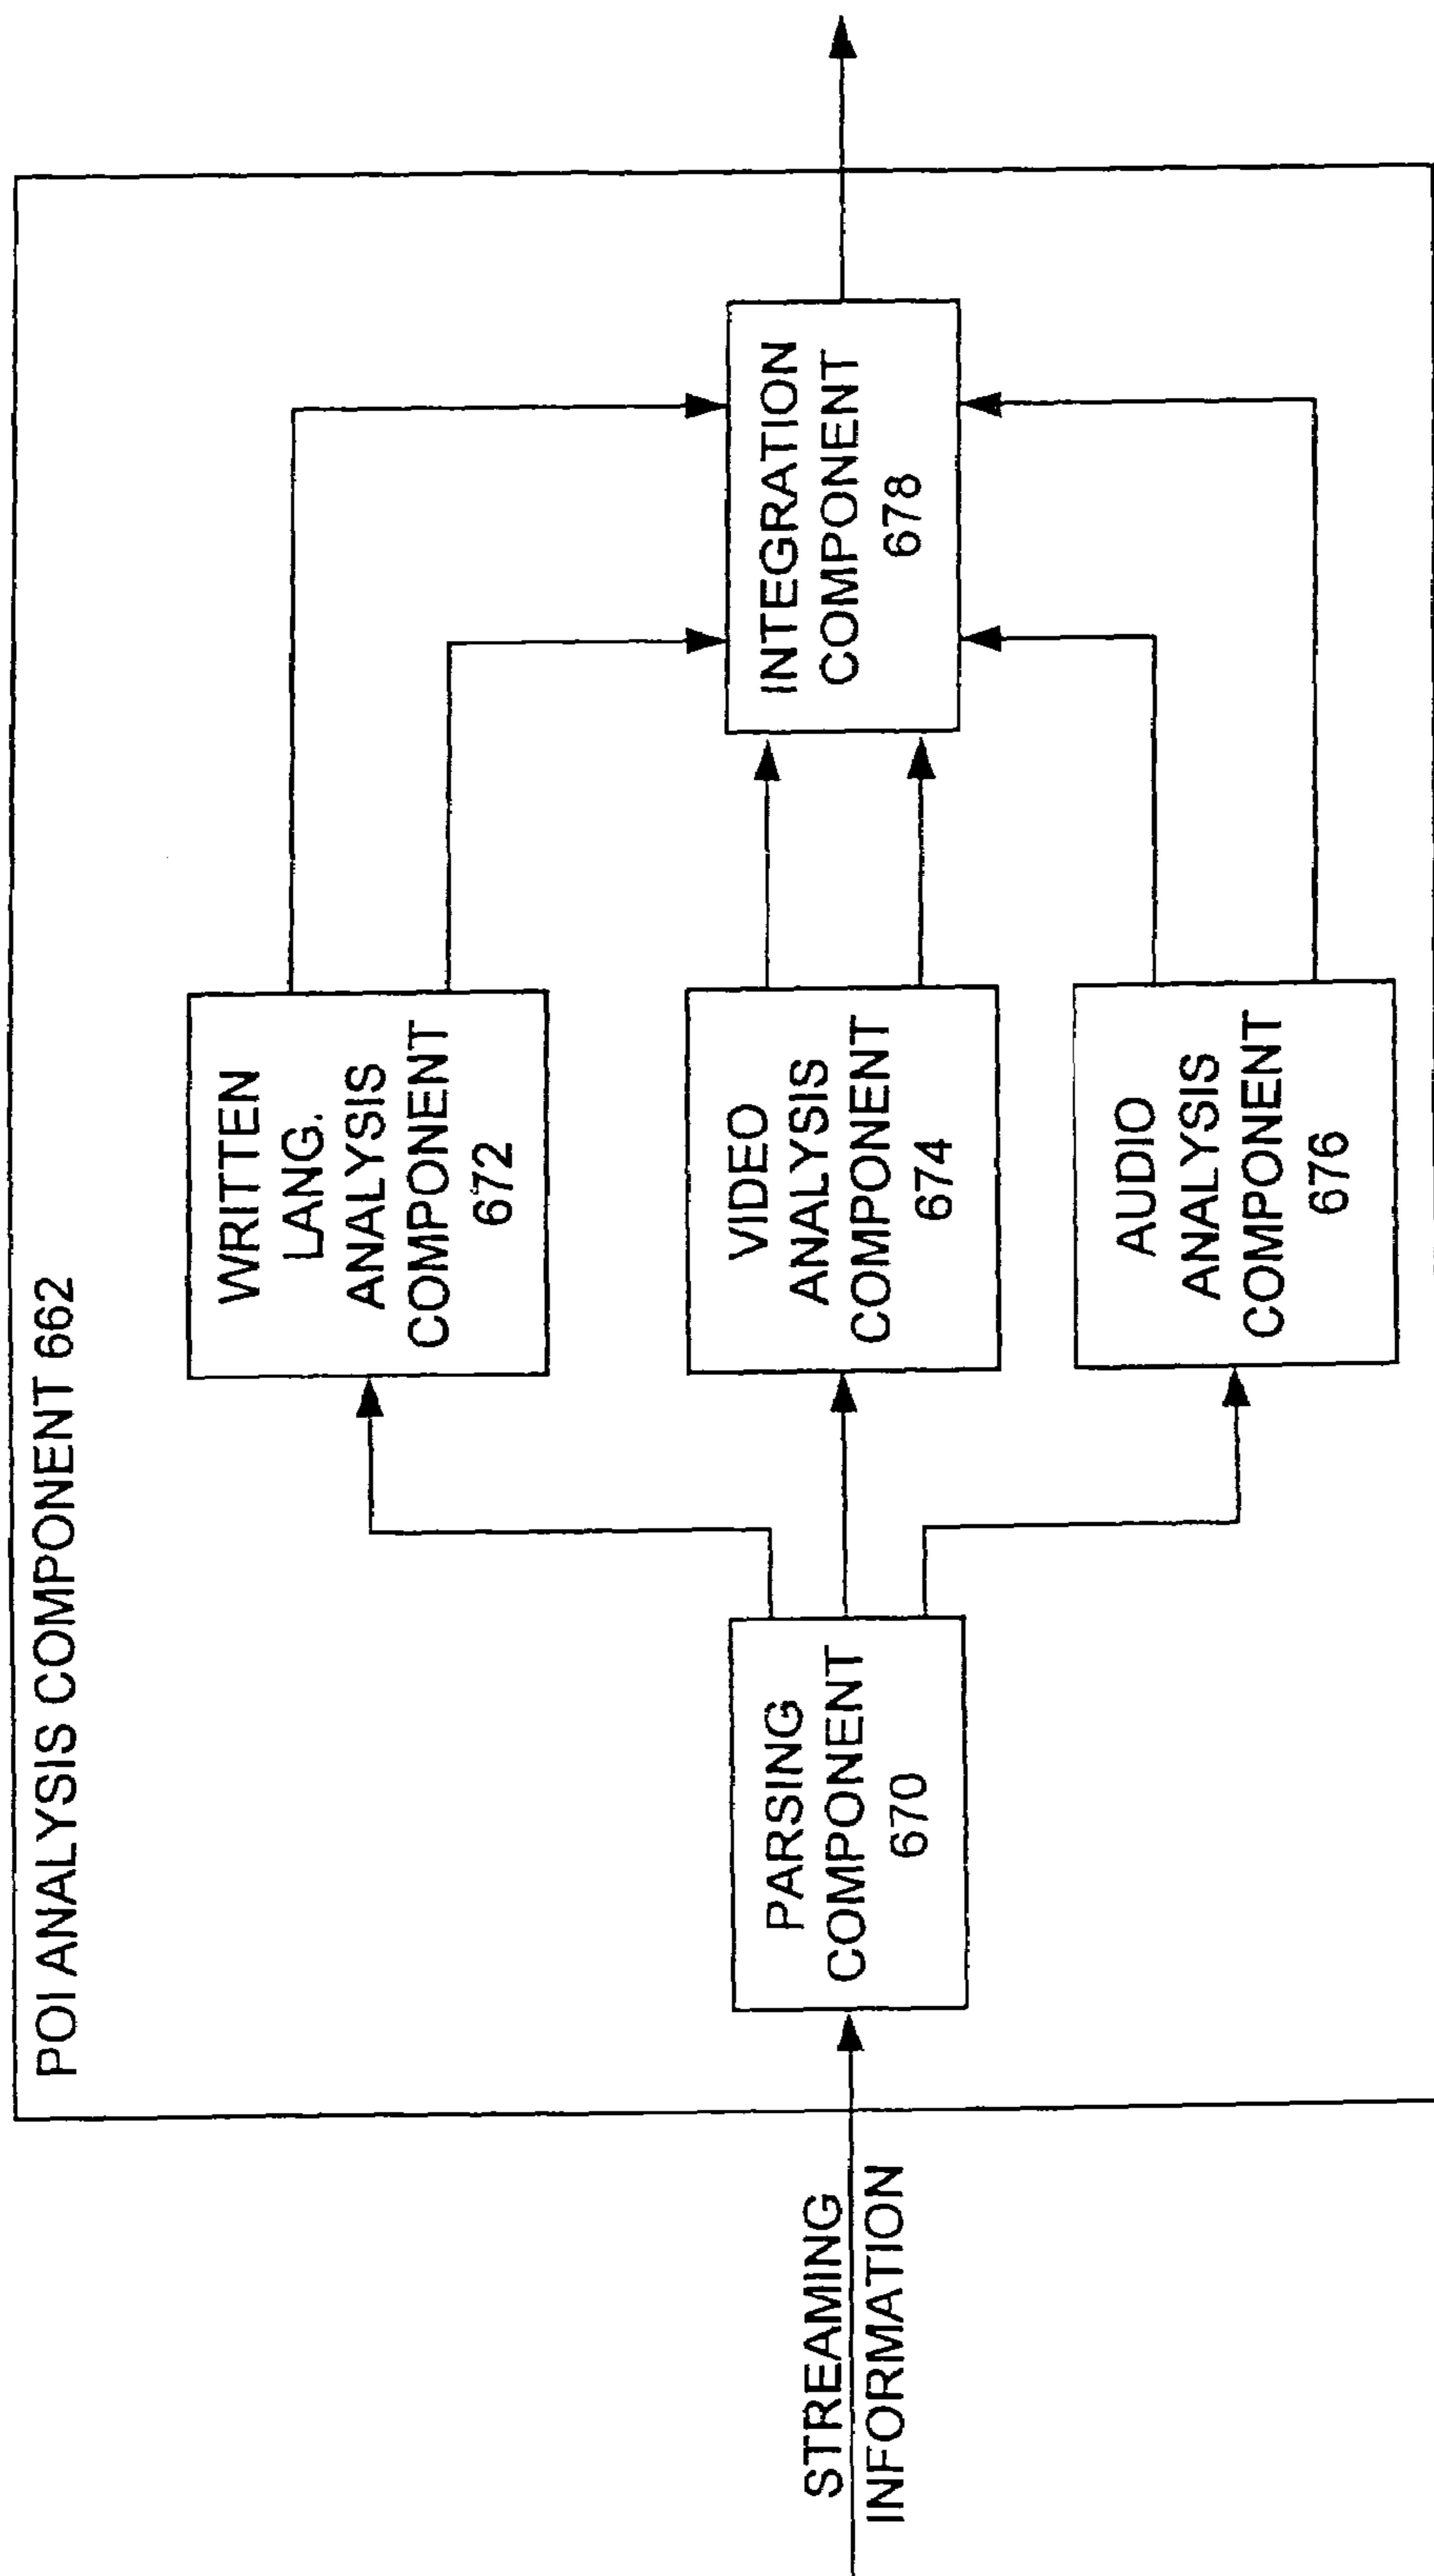 POI ANALYSIS COMPONENT 662
STREAMING
INFORMATION
PARSING
COMPONENT
670
WRITTEN
LANG.
ANALYSIS
COMPONENT
672
VIDEO
ANALYSIS
COMPONENT
674
AUDIO
ANALYSIS
COMPONENT
676
INTEGRATION
COMPONENT
678